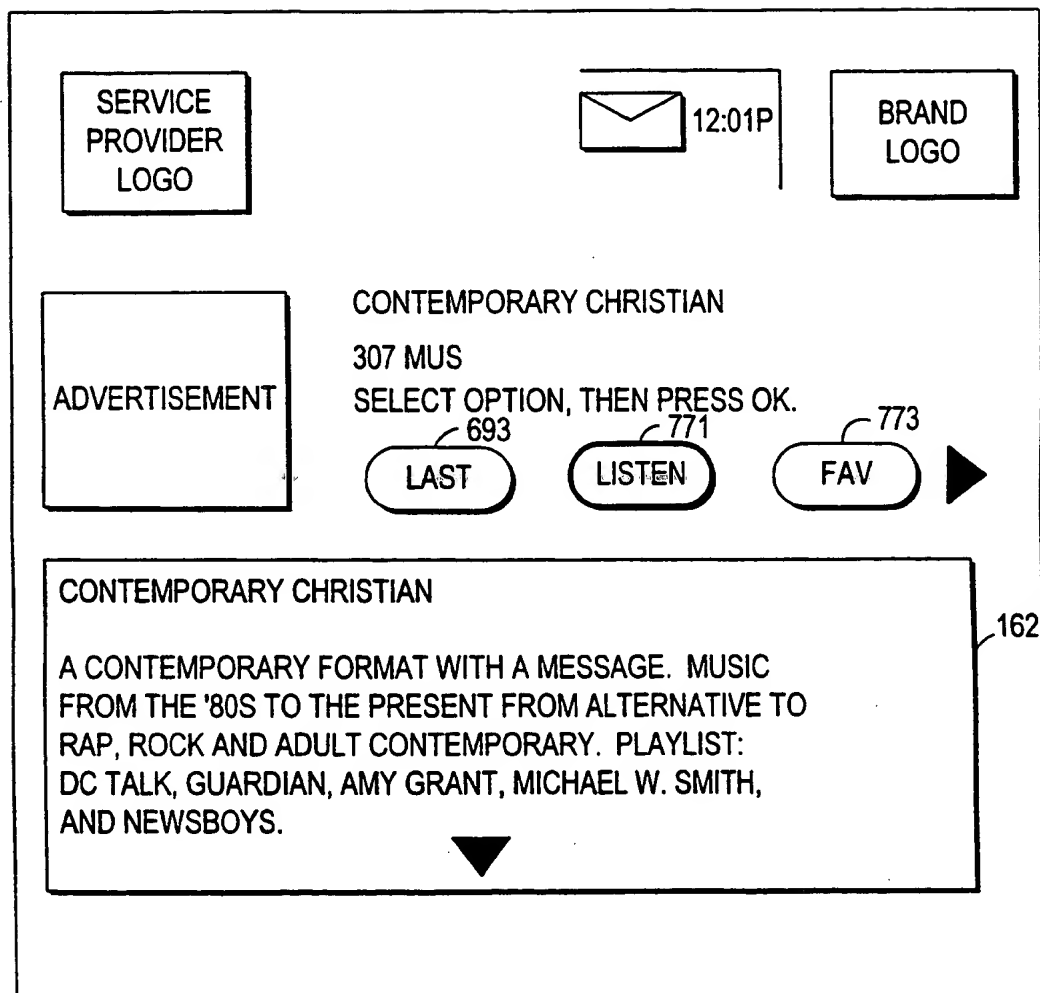 SERVICE
PROVIDER
LOGO
12:01P
BRAND
LOGO
ADVERTISEMENT
CONTEMPORARY CHRISTIAN
307 MUS
SELECT OPTION, THEN PRESS OK.
693
771
773
LAST
LISTEN
FAV
CONTEMPORARY CHRISTIAN
162
A CONTEMPORARY FORMAT WITH A MESSAGE. MUSIC
FROM THE '80S TO THE PRESENT FROM ALTERNATIVE TO
RAP, ROCK AND ADULT CONTEMPORARY. PLAYLIST:
DC TALK, GUARDIAN, AMY GRANT, MICHAEL W. SMITH,
AND NEWSBOYS.